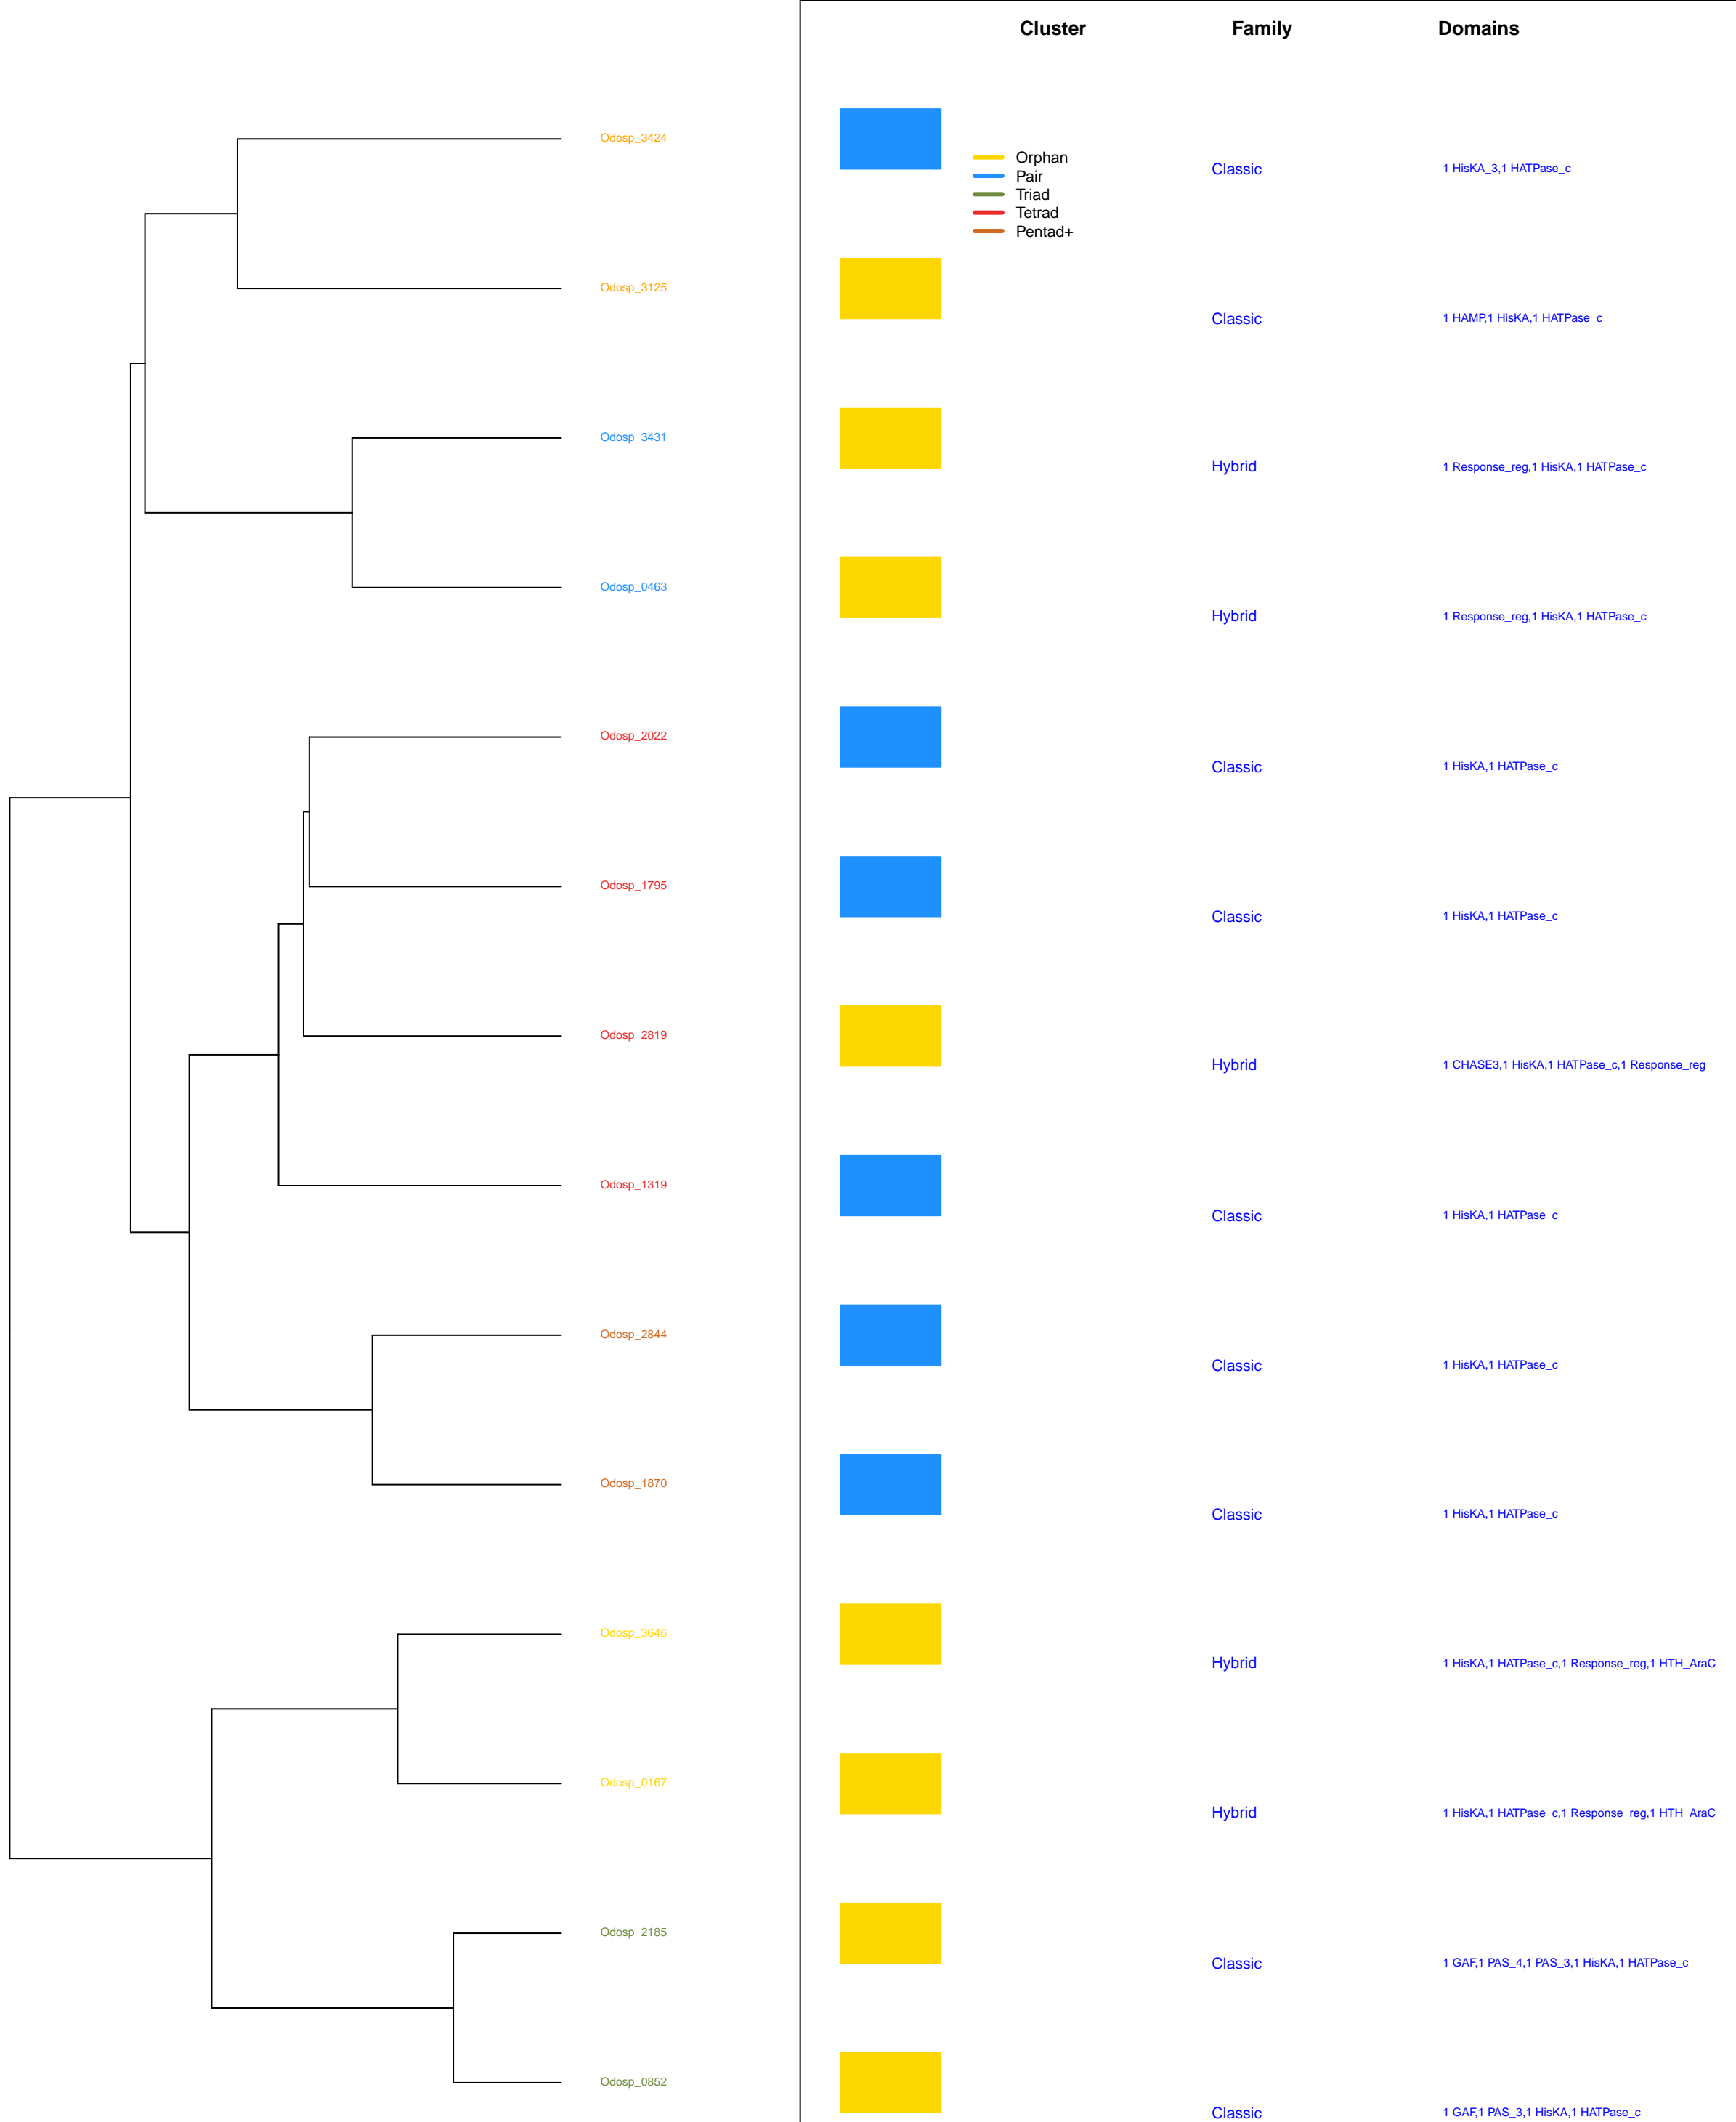 Cluster Family Domains
Odosp_3424
Orphan
Pair
Triad
Tetrad
Pentad+
Classic 1 HisKA_3,1 HATPase_c
Odosp_3125
Classic 1 HAMP,1 HisKA,1 HATPase_c
Odosp_3431
Hybrid 1 Response_reg,1 HisKA,1 HATPase_c
Odosp_0463
Hybrid 1 Response_reg,1 HisKA,1 HATPase_c
Odosp_2022
Classic 1 HisKA,1 HATPase_c
Odosp_1795
Classic 1 HisKA,1 HATPase_c
Odosp_2819
Hybrid 1 CHASE3,1 HisKA,1 HATPase_c,1 Response_reg
Odosp_1319
Classic 1 HisKA,1 HATPase_c
Odosp_2844
Classic 1 HisKA,1 HATPase_c
Odosp_1870
Classic 1 HisKA,1 HATPase_c
Odosp_3646
Hybrid 1 HisKA,1 HATPase_c,1 Response_reg,1 HTH_AraC
Odosp_0167
Hybrid 1 HisKA,1 HATPase_c,1 Response_reg,1 HTH_AraC
Odosp_2185
Classic 1 GAF,1 PAS_4,1 PAS_3,1 HisKA,1 HATPase_c
Odosp_0852
Classic 1 GAF,1 PAS_3,1 HisKA,1 HATPase_c